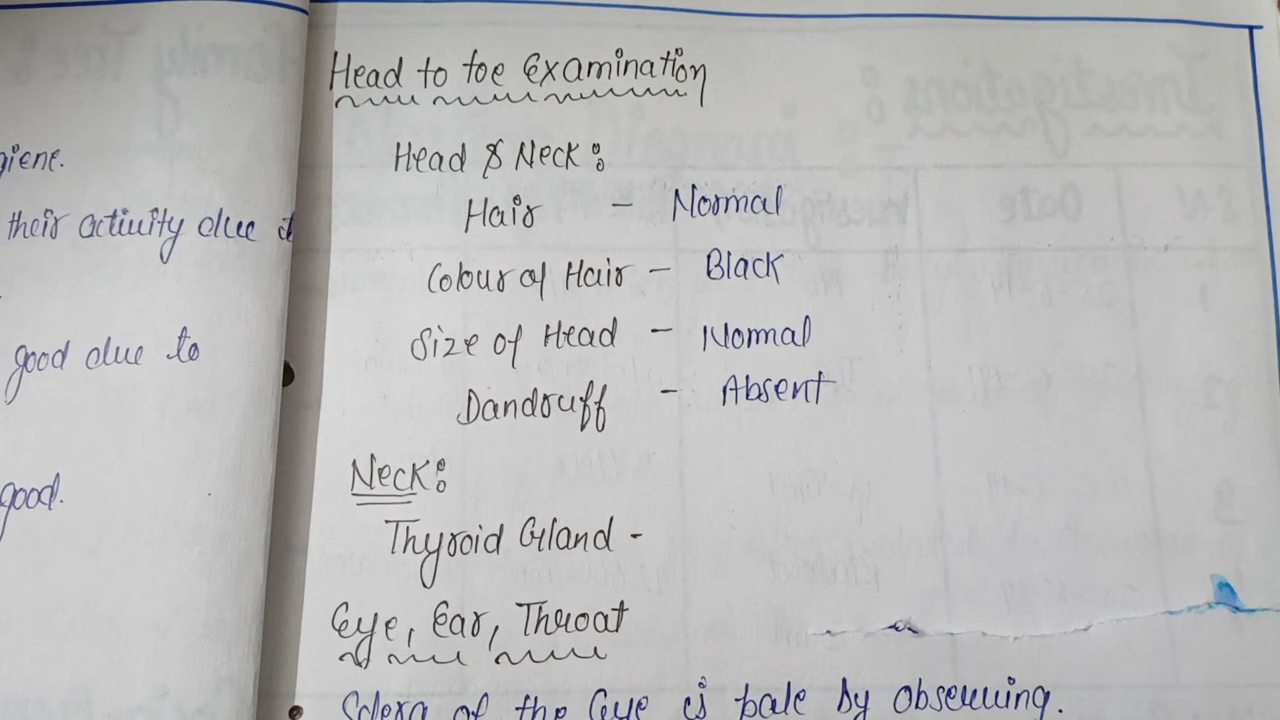 giene.
their activity due
good due to
good.
Head to toe Examination
Head & Neck :
Hair - Normal
Colour of Hair - Black
Size of Head - Normal
Dandruff - Absent
Neck:
Thyroid Gland -
Eye, Ear, Throat
Sclera of the Eye is pale by observing.